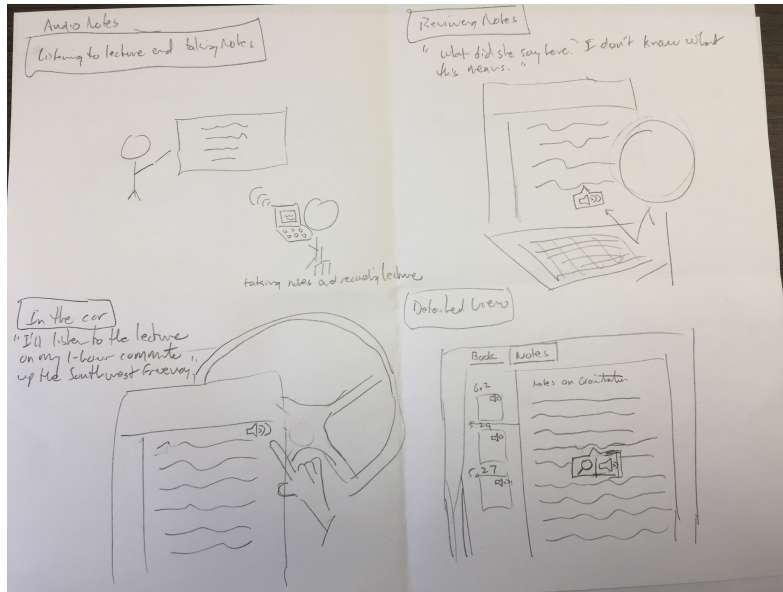 Audio Notes
Listening to lecture and taking Notes
taking notes and recording lecture
Reviewing Notes
"What did she say here? I don't know what
this means."
In the car
"I'll listen to the lecture
on my 1-hour commute
up the Southwest Freeway."
Detailed View
Book Notes
6.2
5.29
5.27
Notes on